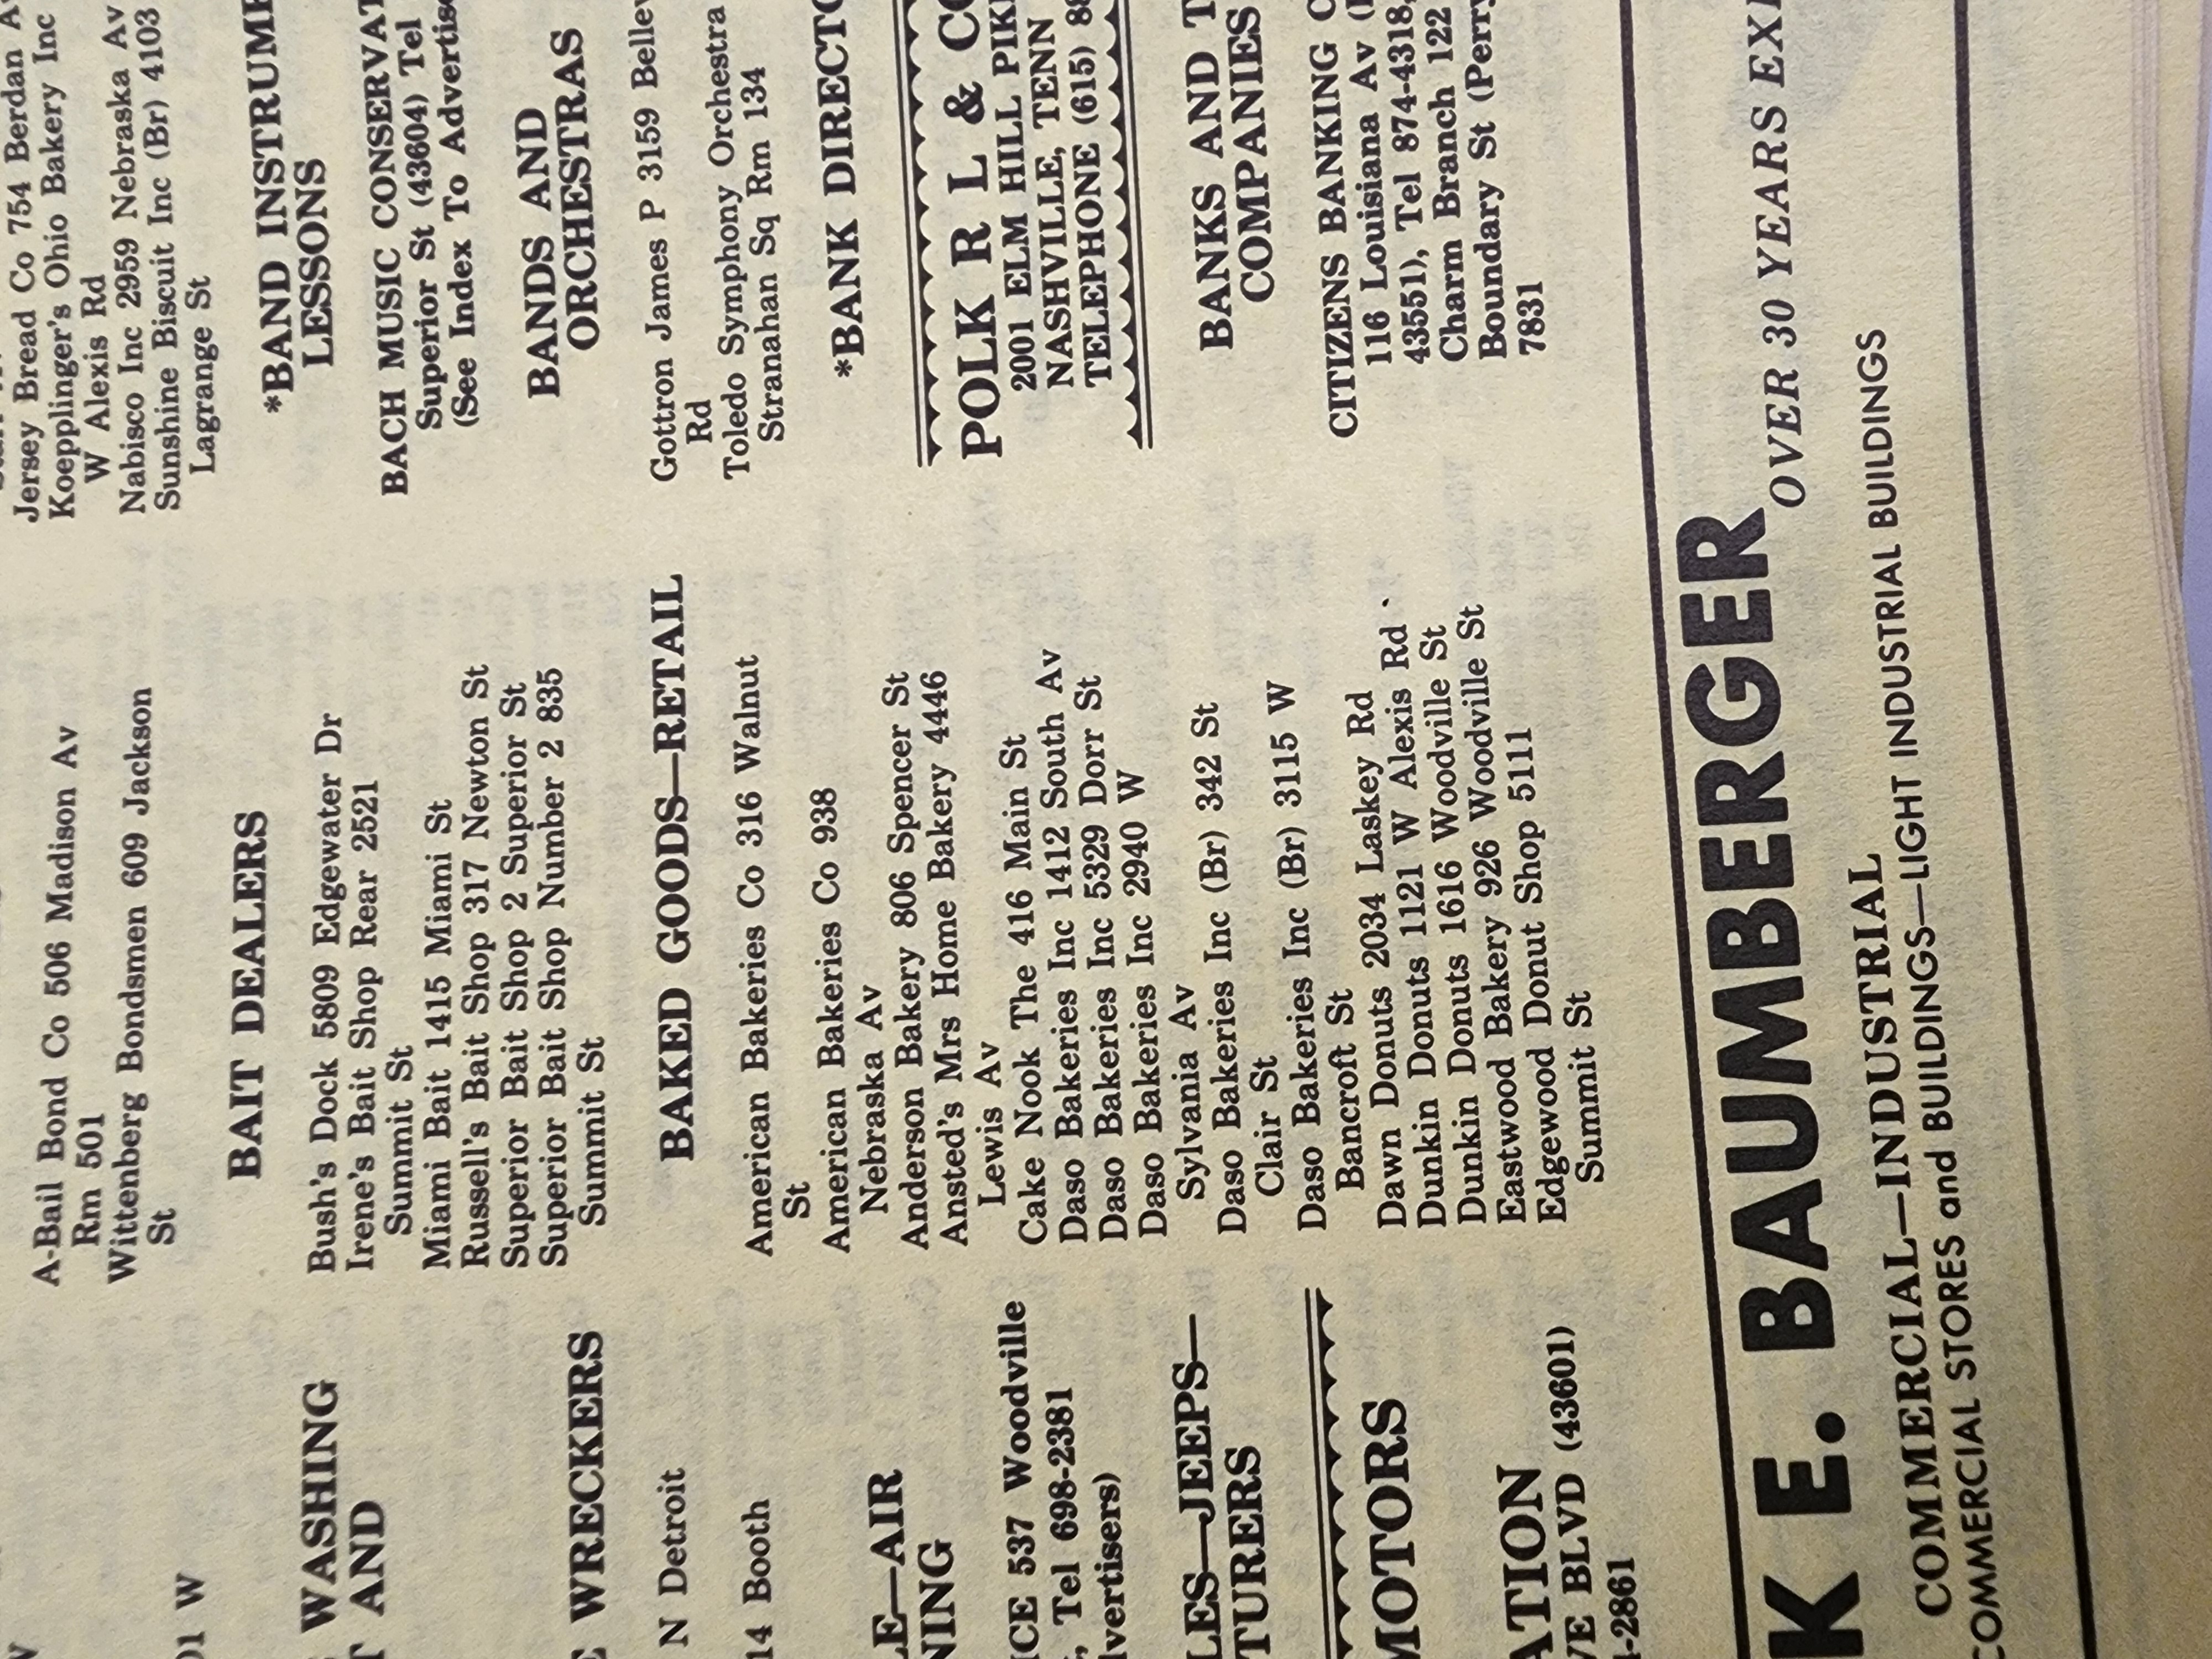 W
01 W
WASHING
T AND
E WRECKERS
N Detroit
14 Booth
LE—AIR
NING
ICE 537 Woodville
, Tel 698-2381
lvertisers)
LES—JEEPS—
TURERS
MOTORS
ATION
VE BLVD (43601)
4-2861
A-Bail Bond Co 506 Madison Av
Rm 501
Wittenberg Bondsmen 609 Jackson
St
BAIT DEALERS
Bush's Dock 5809 Edgewater Dr
Irene's Bait Shop Rear 2521
Summit St
Miami Bait 1415 Miami St
Russell's Bait Shop 317 Newton St
Superior Bait Shop 2 Superior St
Superior Bait Shop Number 2 835
Summit St
BAKED GOODS—RETAIL
American Bakeries Co 316 Walnut
St
American Bakeries Co 938
Nebraska Av
Anderson Bakery 806 Spencer St
Ansted's Mrs Home Bakery 4446
Lewis Av
Cake Nook The 416 Main St
Daso Bakeries Inc 1412 South Av
Daso Bakeries Inc 5329 Dorr St
Daso Bakeries Inc 2940 W
Sylvania Av
Daso Bakeries Inc (Br) 342 St
Clair St
Daso Bakeries Inc (Br) 3115 W
Bancroft St
Dawn Donuts 2034 Laskey Rd
Dunkin Donuts 1121 W Alexis Rd
Dunkin Donuts 1616 Woodville St
Eastwood Bakery 926 Woodville St
Edgewood Donut Shop 5111
Summit St
Jersey Bread Co 754 Berdan Av
Koepplinger's Ohio Bakery Inc
W Alexis Rd
Nabisco Inc 2959 Nebraska Av
Sunshine Biscuit Inc (Br) 4103
Lagrange St
*BAND INSTRUME
LESSONS
BACH MUSIC CONSERVAT
Superior St (43604) Tel
(See Index To Advertise
BANDS AND
ORCHESTRAS
Gottron James P 3159 Bellev
Rd
Toledo Symphony Orchestra
Stranahan Sq Rm 134
*BANK DIRECTO
POLK R L & CO
2001 ELM HILL PIKE
NASHVILLE, TENN
TELEPHONE (615) 88
BANKS AND T
COMPANIES
CITIZENS BANKING C
116 Louisiana Av (
43551), Tel 874-4318,
Charm Branch 122
Boundary St (Perry
7831
K E. BAUMBERGER
OVER 30 YEARS EXP
COMMERCIAL—INDUSTRIAL
COMMERCIAL STORES and BUILDINGS—LIGHT INDUSTRIAL BUILDINGS